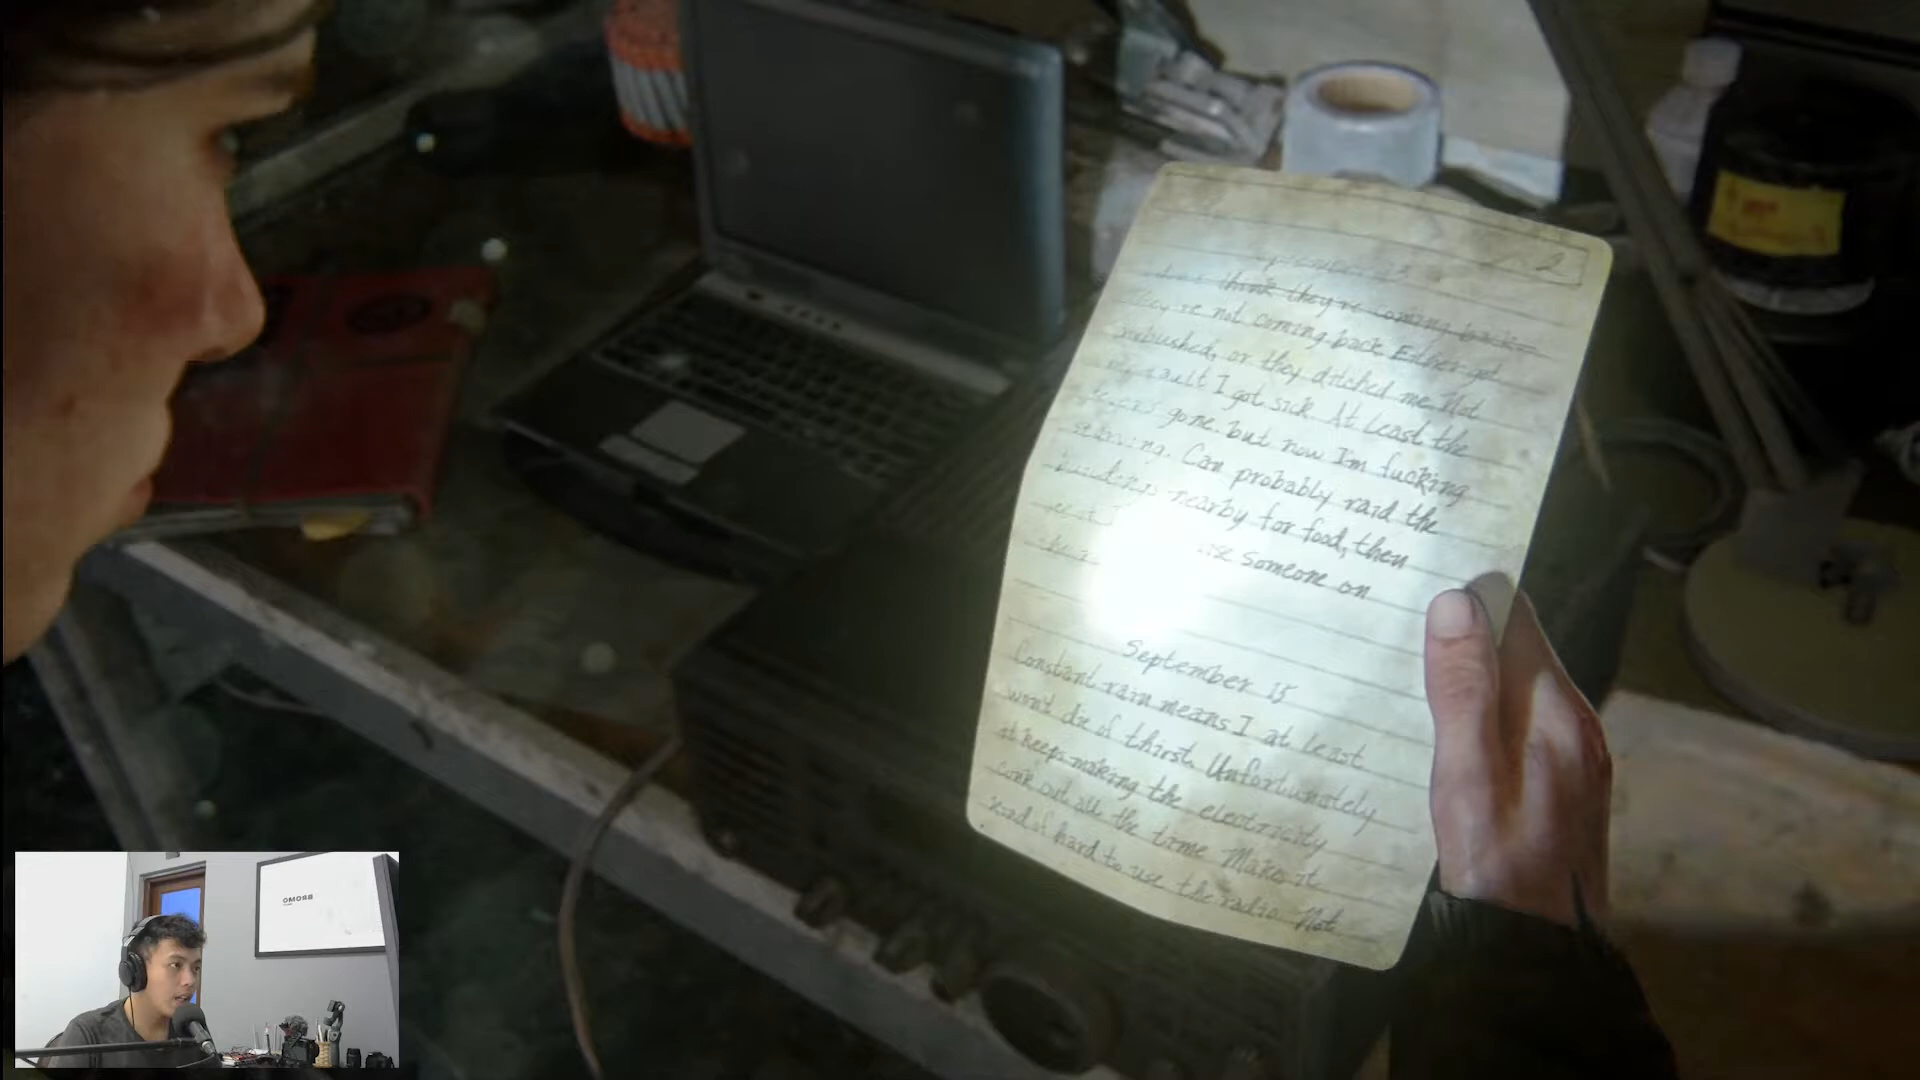 2
think they're coming back
they're not coming back. Either got
ambushed, or they ditched me. Not
my fault I got sick. At least the
gone, but now I'm fucking
starving. Can probably raid the
buildings nearby for food, then
someone on
September 15
Constant rain means I at least
won't die of thirst. Unfortunately
it keeps making the electricity
conk out all the time. Makes it
kind of hard to use the radio. Not
OMORB